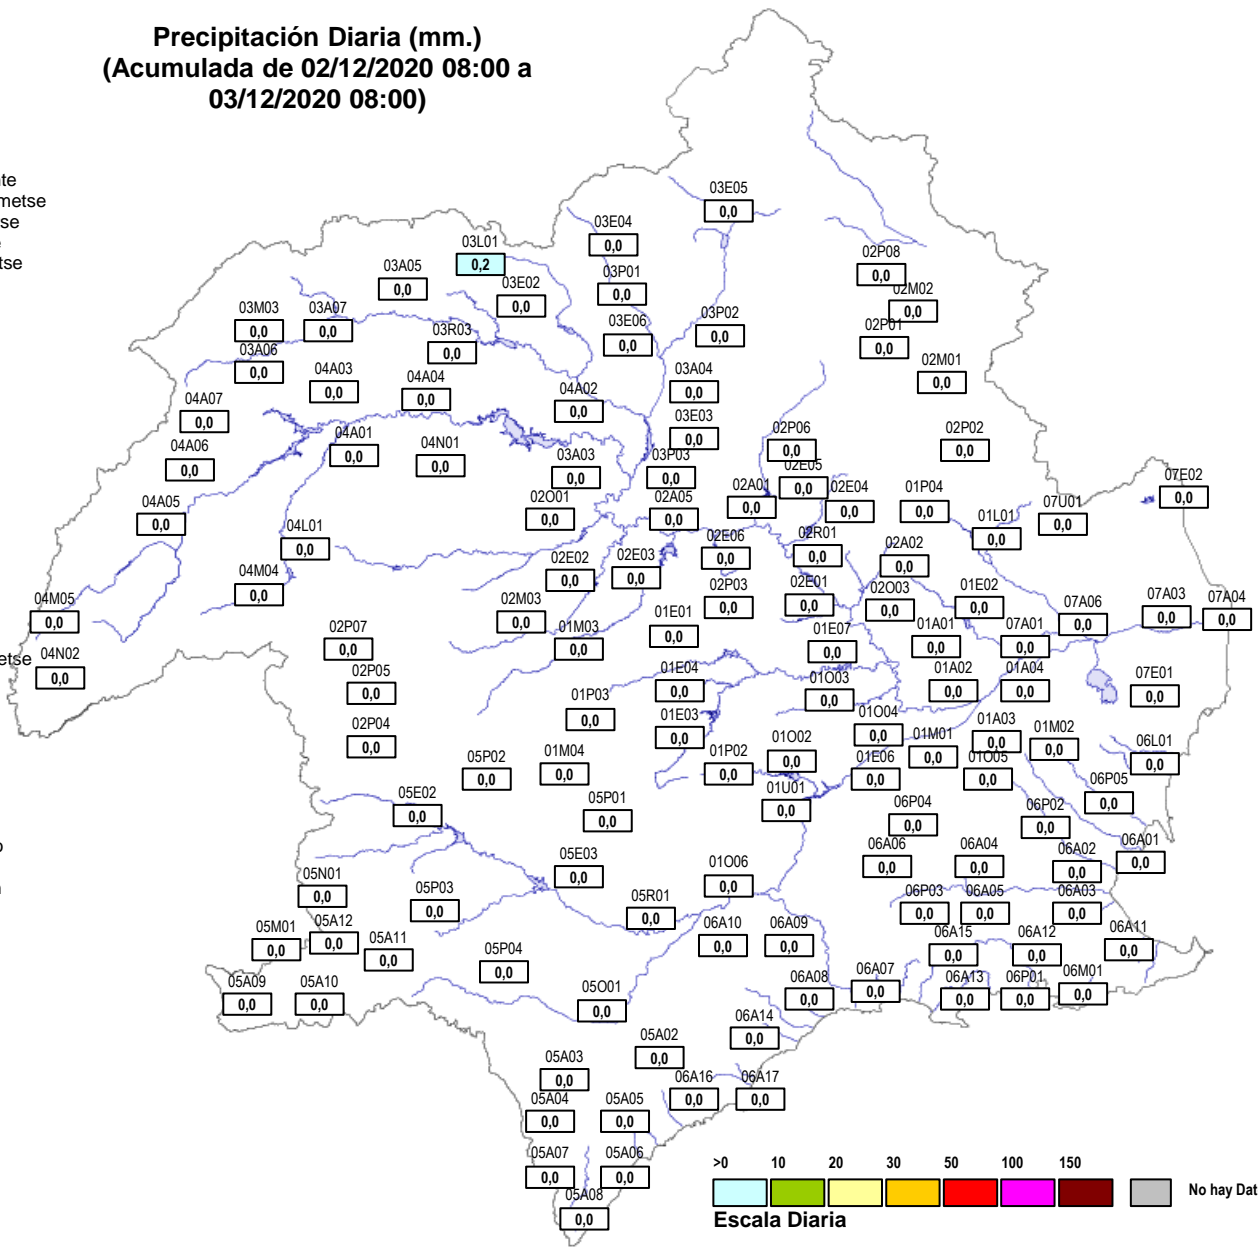 Precipitación Diaria (mm.)
(Acumulada de 02/12/2020 08:00 a
03/12/2020 08:00)
te
metse
se
tse
03E05
0,0
03E04
0,0
03L01
0,2
02P08
0,0
03A05
0,0
03P01
0,0
03E02
0,0
02M02
0,0
03M03
0,0
03A07
0,0
03P02
0,0
03E06
0,0
03R03
0,0
02P01
0,0
03A06
0,0
02M01
0,0
04A03
0,0
04A04
0,0
03A04
0,0
04A02
0,0
04A07
0,0
03E03
0,0
02P06
0,0
02P02
0,0
04A01
0,0
04N01
0,0
04A06
0,0
03A03
0,0
03P03
0,0
02E05
0,0
07E02
0,0
02A01
0,0
02E04
0,0
01P04
0,0
04A05
0,0
02O01
0,0
02A05
0,0
07U01
0,0
01L01
0,0
04L01
0,0
02E06
0,0
02R01
0,0
02A02
0,0
02E02
0,0
02E03
0,0
04M04
0,0
02P03
0,0
02E01
0,0
02O03
0,0
01E02
0,0
07A03
0,0
07A04
0,0
04M05
0,0
02M03
0,0
01E01
0,0
07A06
0,0
02P07
0,0
01M03
0,0
01E07
0,0
01A01
0,0
07A01
0,0
etse
04N02
0,0
02P05
0,0
01E04
0,0
01O03
0,0
01A02
0,0
01A04
0,0
07E01
0,0
01P03
0,0
02P04
0,0
01E03
0,0
01O04
0,0
01A03
0,0
01M02
0,0
01M01
0,0
01O02
0,0
06L01
0,0
05P02
0,0
01M04
0,0
01P02
0,0
01E06
0,0
01O05
0,0
05E02
0,0
05P01
0,0
01U01
0,0
06P04
0,0
06P02
0,0
06P05
0,0
o
05E03
0,0
06A06
0,0
06A04
0,0
06A02
0,0
06A01
0,0
05N01
0,0
05P03
0,0
01O06
0,0
05R01
0,0
06P03
0,0
06A05
0,0
06A03
0,0
05M01
0,0
05A12
0,0
05A11
0,0
06A10
0,0
06A09
0,0
06A15
0,0
06A12
0,0
06A11
0,0
05P04
0,0
05A09
0,0
05A10
0,0
05O01
0,0
06A08
0,0
06A07
0,0
06A13
0,0
06P01
0,0
06M01
0,0
06A14
0,0
05A02
0,0
05A03
0,0
06A16
0,0
06A17
0,0
05A04
0,0
05A05
0,0
05A07
0,0
05A06
0,0
05A08
0,0
>0 10 20 30 50 100 150
No hay Dat
Escala Diaria